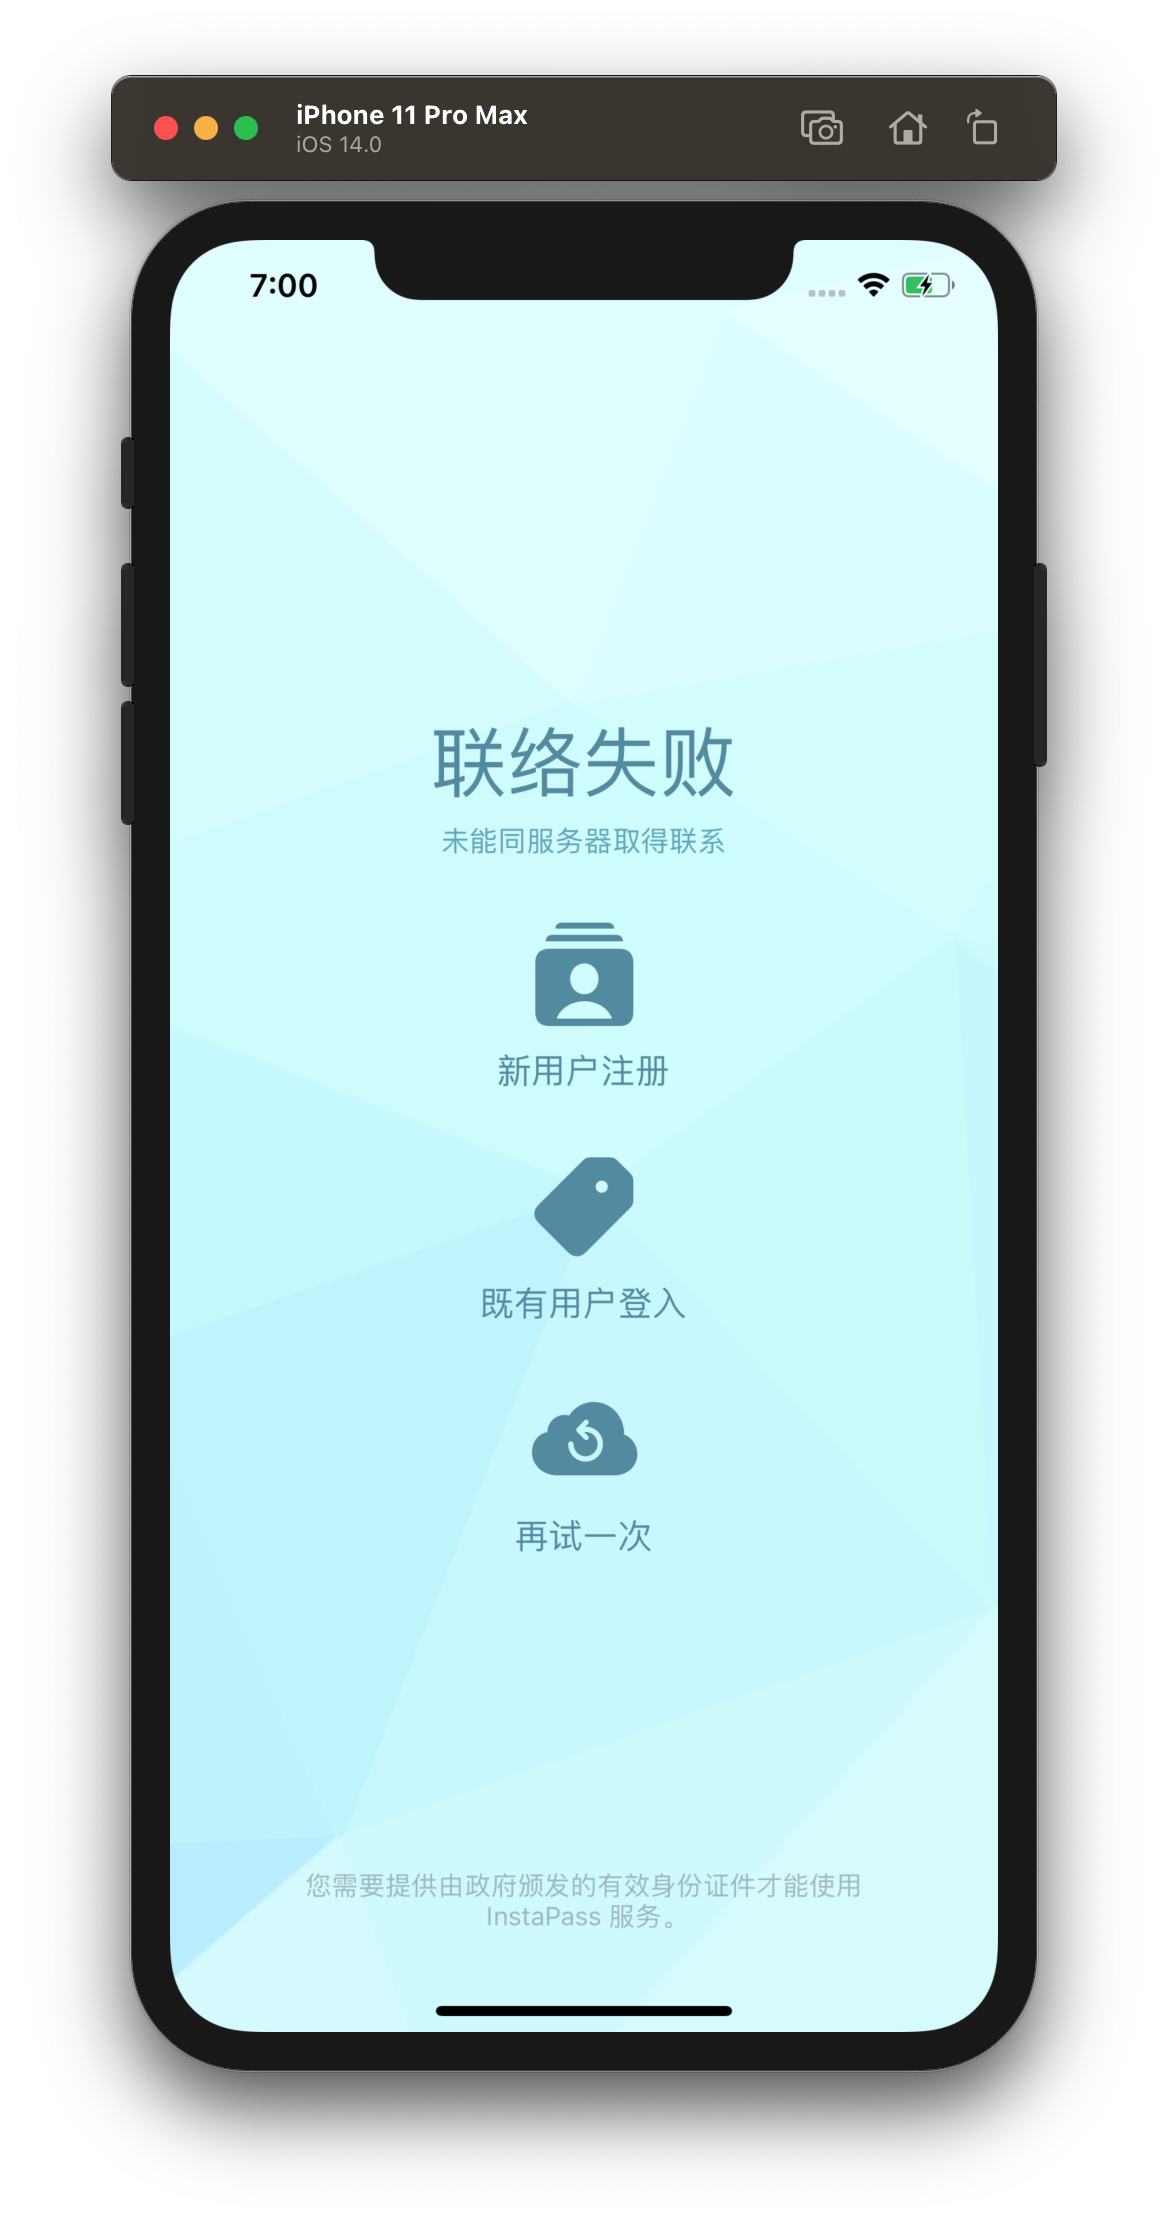 iPhone 11 Pro Max
iOS 14.0
7:00
联络失败
未能同服务器取得联系
新用户注册
既有用户登入
再试一次
您需要提供由政府颁发的有效身份证件才能使用
InstaPass 服务。